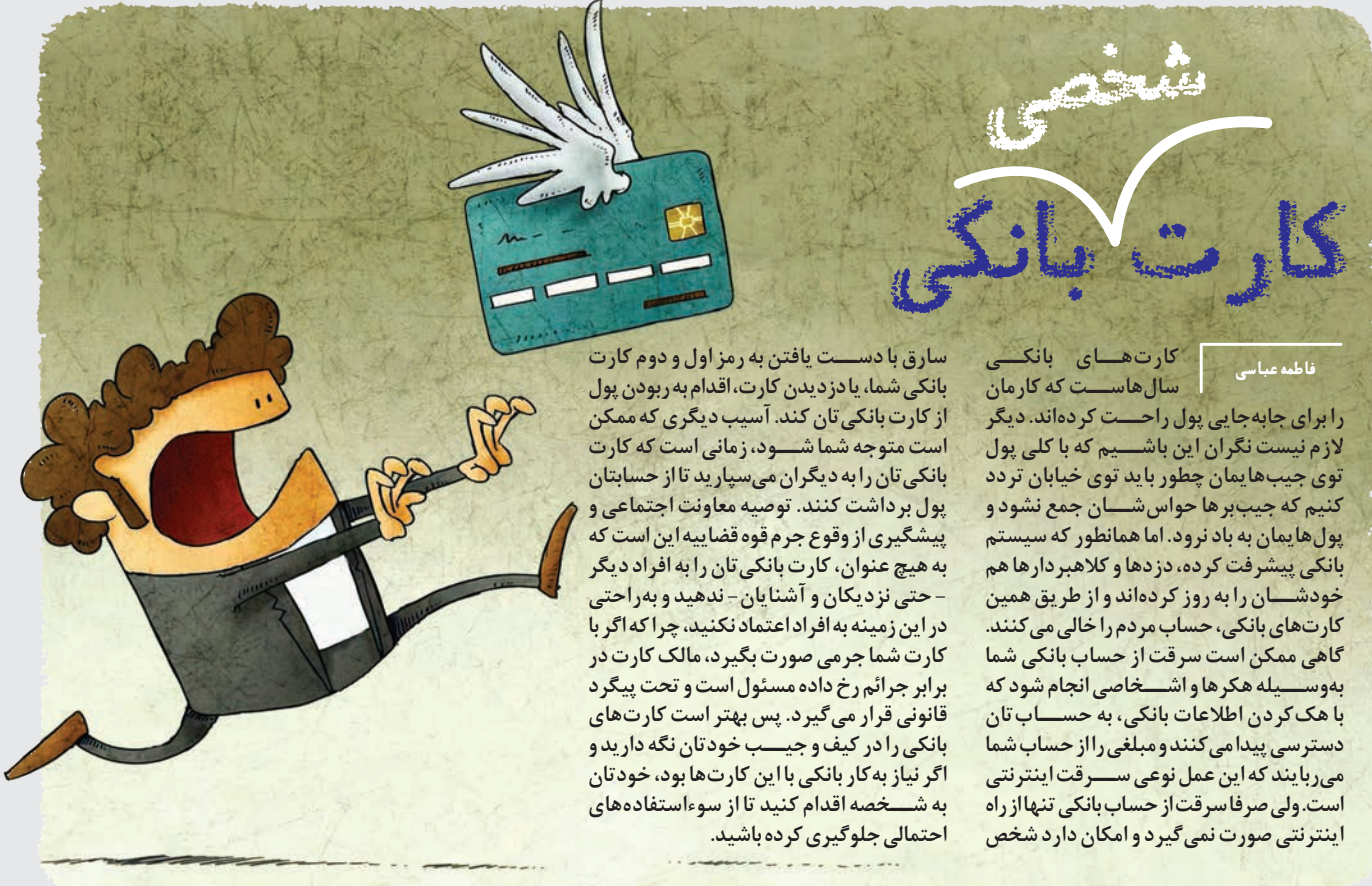 شخصی
کارت بانکی
فاطمه عباسی
کارت‌های بانکی
سال‌هاست که کارمان
را برای جابه‌جایی پول راحت کرده‌اند. دیگر
لازم نیست نگران این باشیم که با کلی پول
توی جیب‌هایمان چطور باید توی خیابان تردد
کنیم که جیب‌برها حواس‌شان جمع نشود و
پول‌هایمان به باد نرود. اما همانطور که سیستم
بانکی پیشرفت کرده، دزدها و کلاهبردارها هم
خودشان را به روز کرده‌اند و از طریق همین
کارت‌های بانکی، حساب مردم را خالی می‌کنند.
گاهی ممکن است سرقت از حساب بانکی شما
به‌وسیله هکرها و اشخاصی انجام شود که
با هک کردن اطلاعات بانکی، به حساب تان
دسترسی پیدا می‌کنند و مبلغی را از حساب شما
می‌ربایند که این عمل نوعی سرقت اینترنتی
است. ولی صرفا سرقت از حساب بانکی تنها از راه
اینترنتی صورت نمی‌گیرد و امکان دارد شخص
سارق با دست یافتن به رمز اول و دوم کارت
بانکی شما، یا دزدیدن کارت، اقدام به ربودن پول
از کارت بانکی تان کند. آسیب دیگری که ممکن
است متوجه شما شود، زمانی است که کارت
بانکی تان را به دیگران می‌سپارید تا از حسابتان
پول برداشت کنند. توصیه معاونت اجتماعی و
پیشگیری از وقوع جرم قوه قضاییه این است که
به هیچ عنوان، کارت بانکی تان را به افراد دیگر
- حتی نزدیکان و آشنایان - ندهید و به‌راحتی
در این زمینه به افراد اعتماد نکنید، چرا که اگر با
کارت شما جرمی صورت بگیرد، مالک کارت در
برابر جرائم رخ داده مسئول است و تحت پیگرد
قانونی قرار می‌گیرد. پس بهتر است کارت‌های
بانکی را در کیف و جیب خودتان نگه دارید و
اگر نیاز به کار بانکی با این کارت‌ها بود، خودتان
به شخصه اقدام کنید تا از سوءاستفاده‌های
احتمالی جلوگیری کرده باشید.